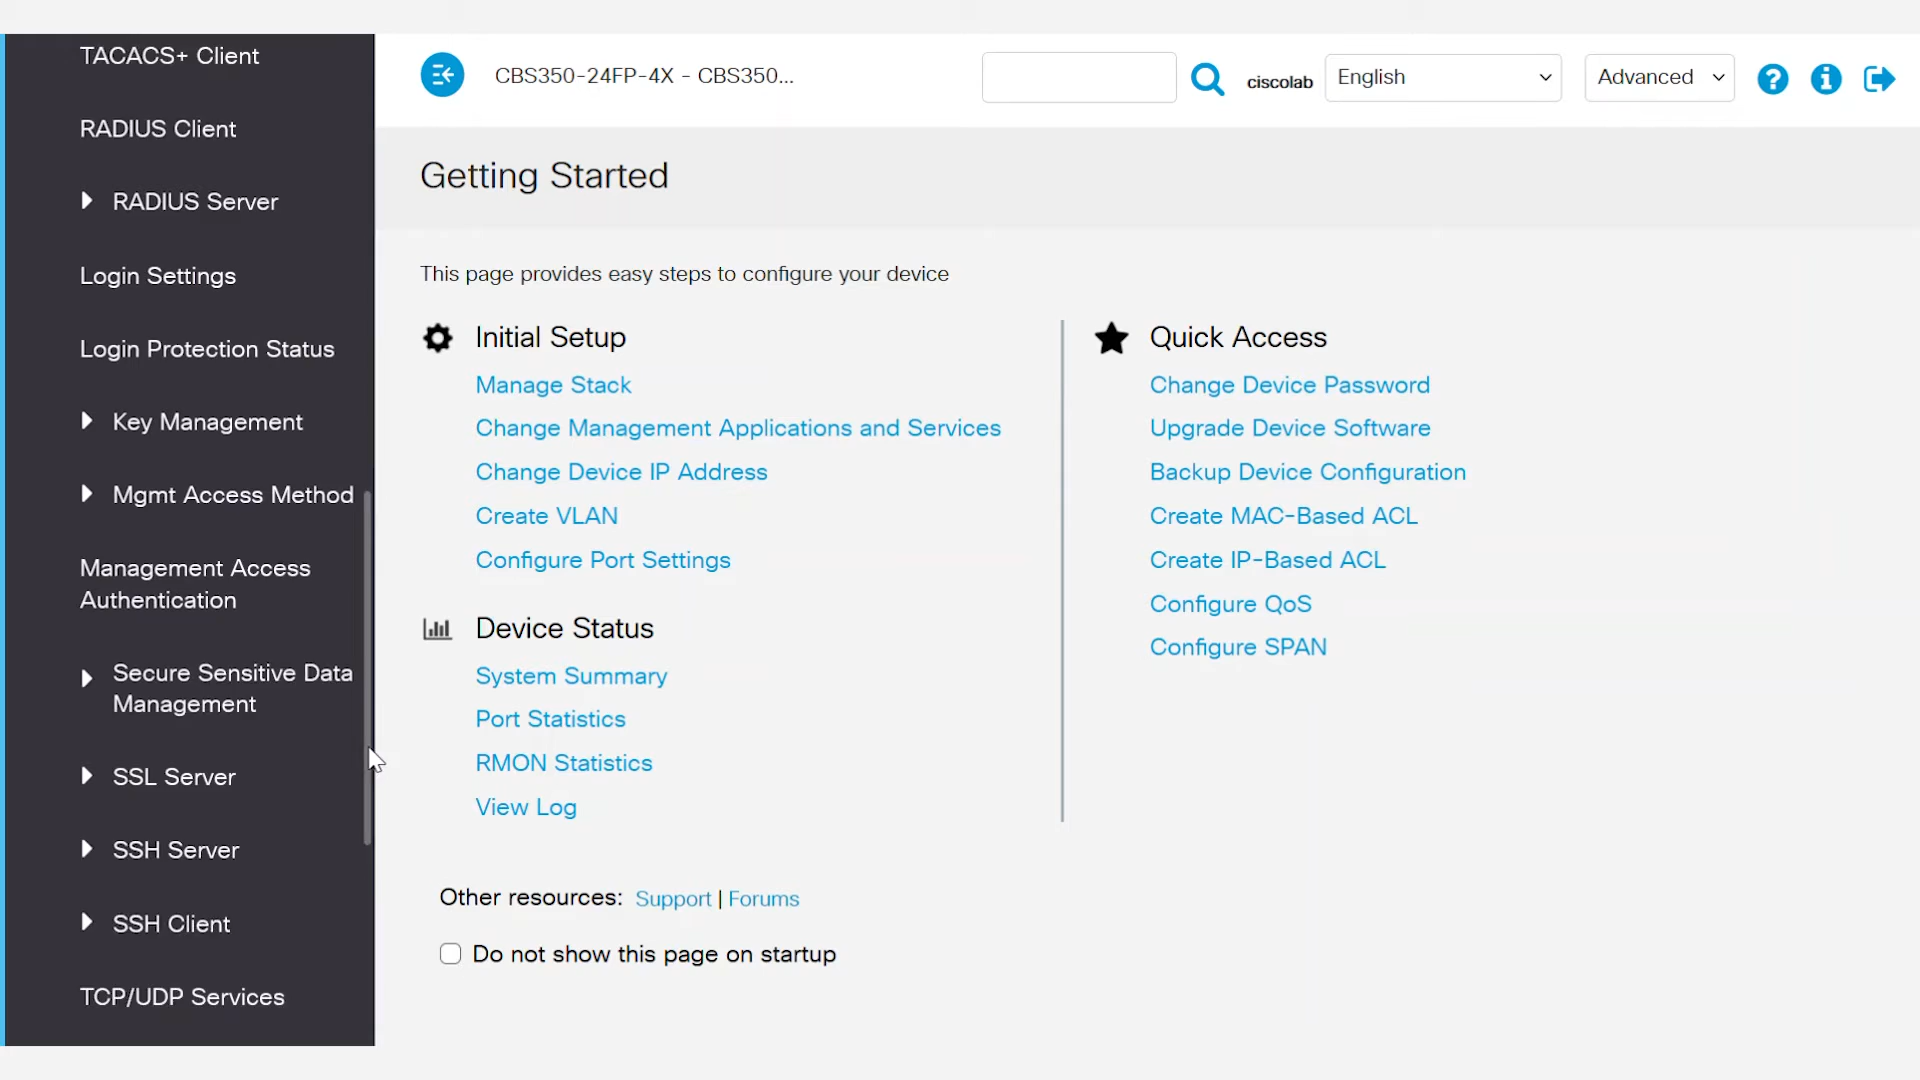 TACACS+ Client
RADIUS Client
RADIUS Server
Login Settings
Login Protection Status
Key Management
Mgmt Access Method
Management Access
Authentication
Secure Sensitive Data
Management
SSL Server
SSH Server
SSH Client
TCP/UDP Services
CBS350-24FP-4X - CBS350...
ciscolab
English
Advanced
Getting Started
This page provides easy steps to configure your device
Initial Setup
Manage Stack
Change Management Applications and Services
Change Device IP Address
Create VLAN
Configure Port Settings
Device Status
System Summary
Port Statistics
RMON Statistics
View Log
Quick Access
Change Device Password
Upgrade Device Software
Backup Device Configuration
Create MAC-Based ACL
Create IP-Based ACL
Configure QoS
Configure SPAN
Other resources: Support | Forums
Do not show this page on startup